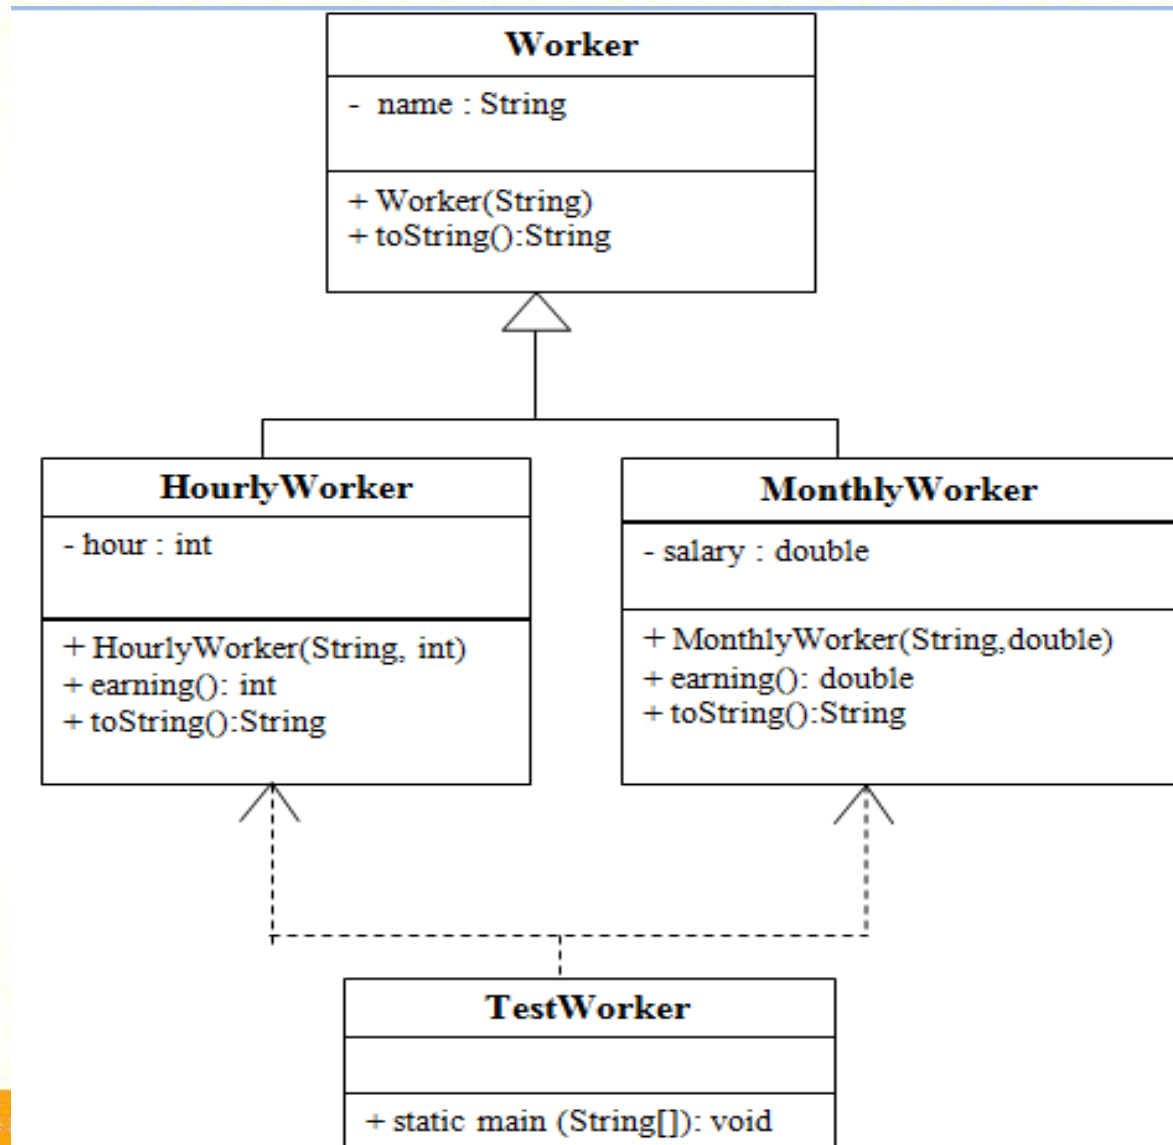 Worker
- name : String
+ Worker(String)
+ toString():String
HourlyWorker
- hour : int
+ HourlyWorker(String, int)
+ earning(): int
+ toString():String
MonthlyWorker
- salary : double
+ MonthlyWorker(String,double)
+ earning(): double
+ toString():String
TestWorker
+ static main (String[]): void